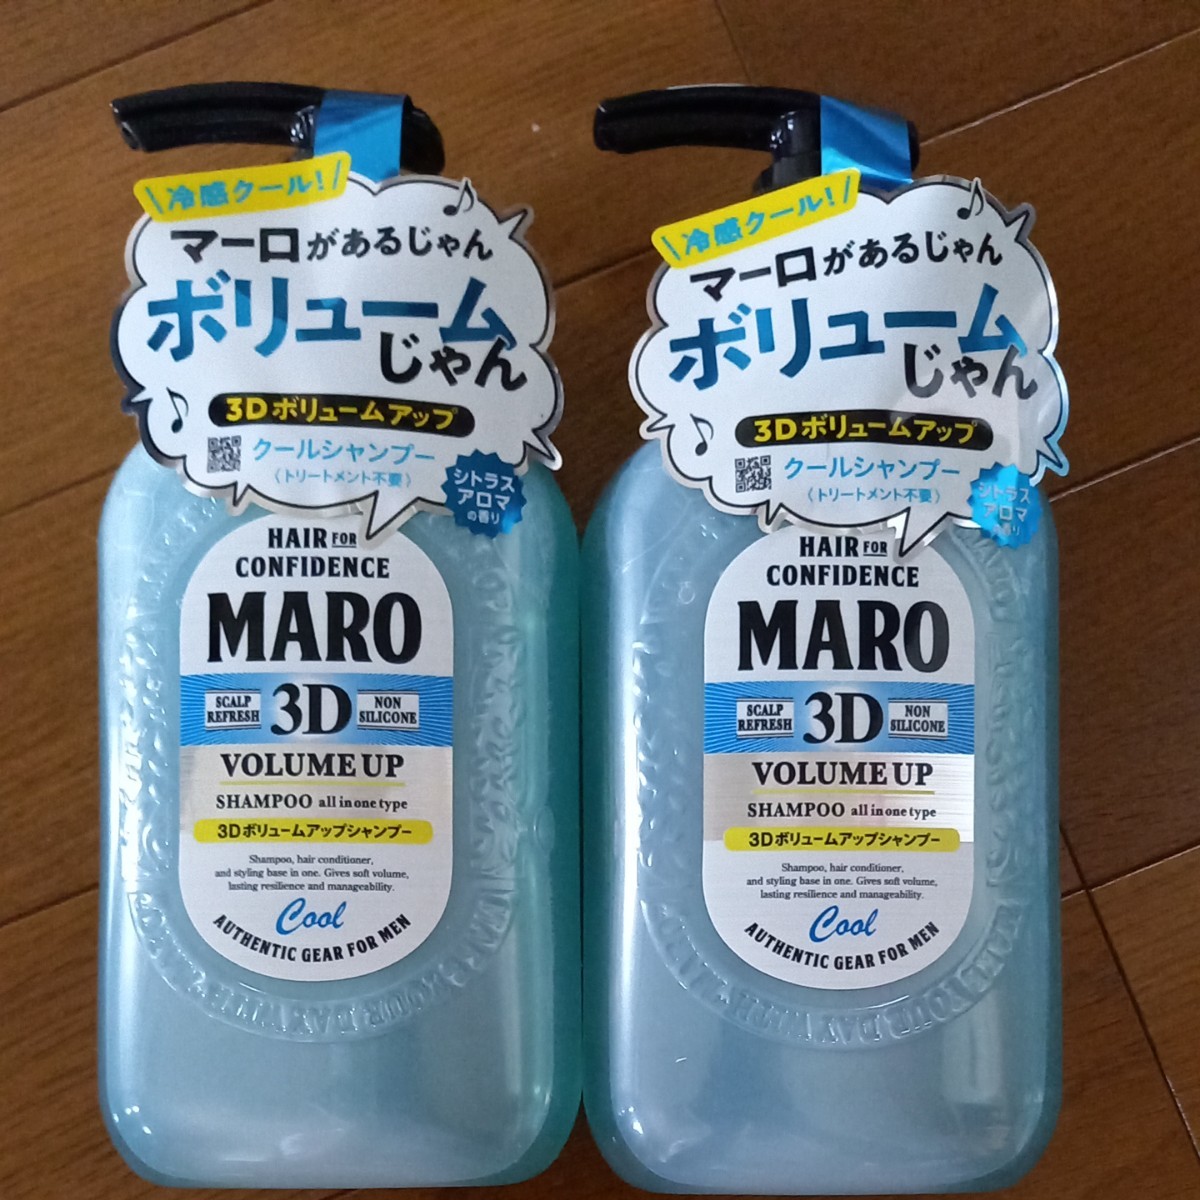 冷感クール!
マーロがあるじゃん
ボリューム
じゃん
3Dボリュームアップ
クールシャンプー
(トリートメント不要)
シトラス
アロマ
の香り
HAIR FOR
CONFIDENCE
MARO
SCALP
REFRESH
3D
NON
SILICONE
VOLUME UP
SHAMPOO all in one type
3Dボリュームアップシャンプー
Shampoo, hair conditioner,
and styling base in one. Gives soft volume,
lasting resilience and manageability.
Cool
AUTHENTIC GEAR FOR MEN
冷感クール!
マーロがあるじゃん
ボリューム
じゃん
3Dボリュームアップ
クールシャンプー
(トリートメント不要)
シトラス
アロマ
の香り
HAIR FOR
CONFIDENCE
MARO
SCALP
REFRESH
3D
NON
SILICONE
VOLUME UP
SHAMPOO all in one type
3Dボリュームアップシャンプー
Shampoo, hair conditioner,
and styling base in one. Gives soft volume,
lasting resilience and manageability.
Cool
AUTHENTIC GEAR FOR MEN